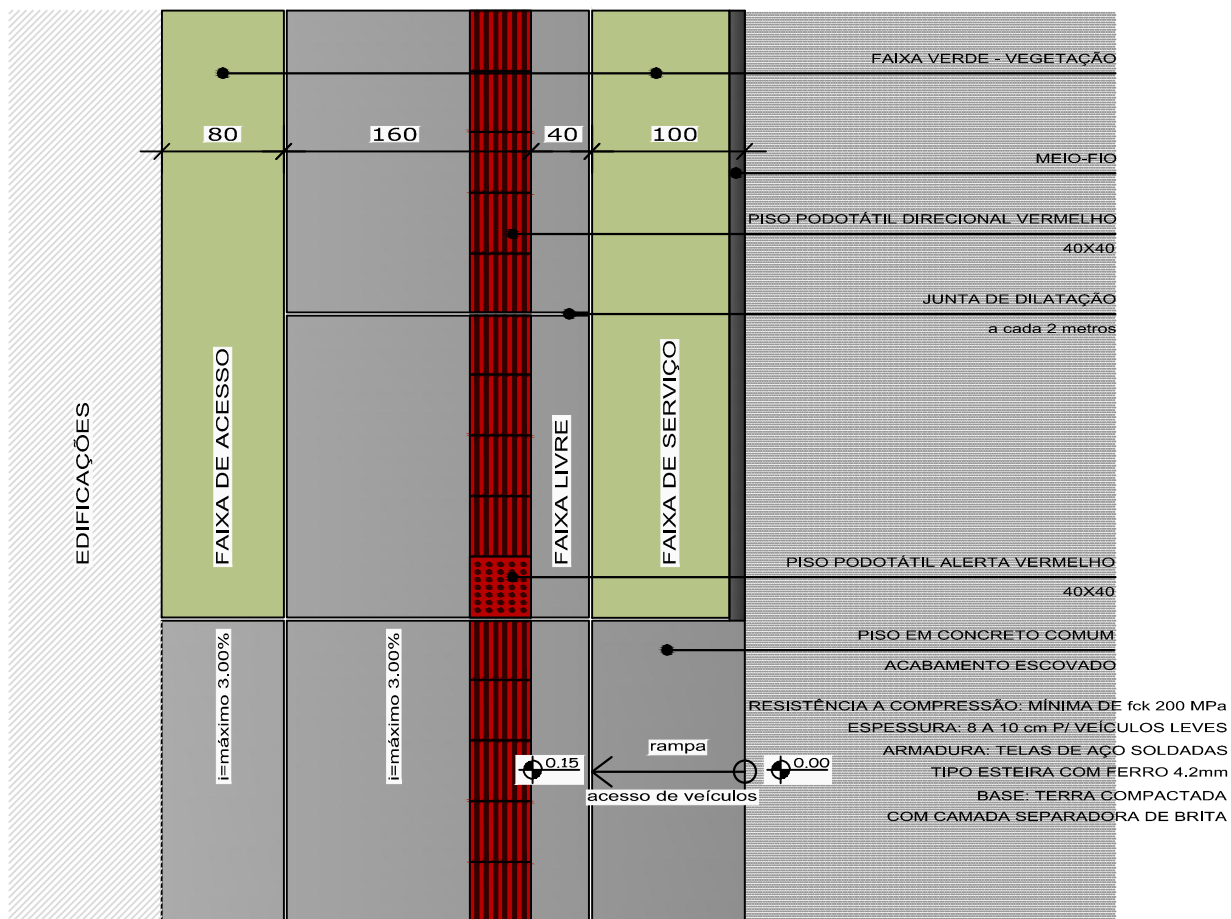 FAIXA VERDE - VEGETAÇÃO
80
160
40
100
MEIO-FIO
PISO PODOTÁTIL DIRECIONAL VERMELHO
40X40
JUNTA DE DILATAÇÃO
a cada 2 metros
EDIFICAÇÕES
FAIXA DE ACESSO
FAIXA LIVRE
FAIXA DE SERVIÇO
PISO PODOTÁTIL ALERTA VERMELHO
40X40
PISO EM CONCRETO COMUM
ACABAMENTO ESCOVADO
i=máximo 3.00%
i=máximo 3.00%
RESISTÊNCIA A COMPRESSÃO: MÍNIMA DE fck 200 MPa
ESPESSURA: 8 A 10 cm P/ VEÍCULOS LEVES
ARMADURA: TELAS DE AÇO SOLDADAS
TIPO ESTEIRA COM FERRO 4.2mm
BASE: TERRA COMPACTADA
COM CAMADA SEPARADORA DE BRITA
rampa
0.15
0.00
acesso de veículos